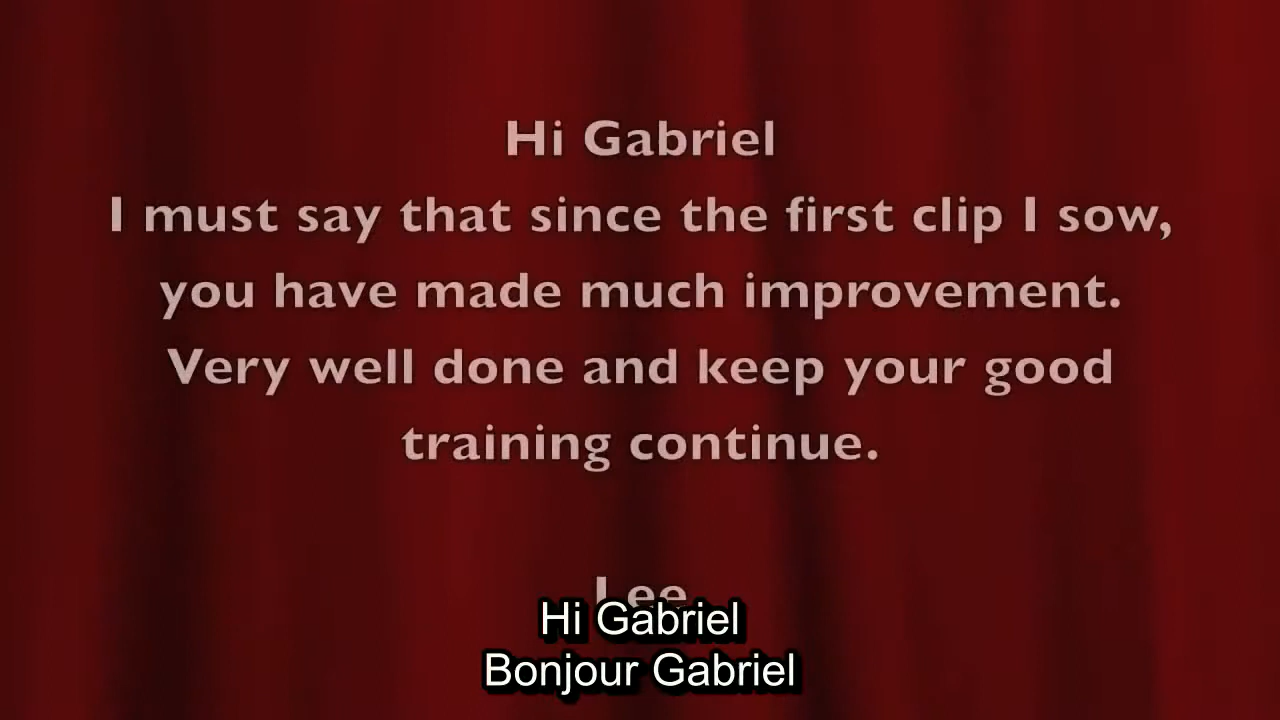 Hi Gabriel
I must say that since the first clip I sow,
you have made much improvement.
Very well done and keep your good
training continue.
Lee
Hi Gabriel
Bonjour Gabriel